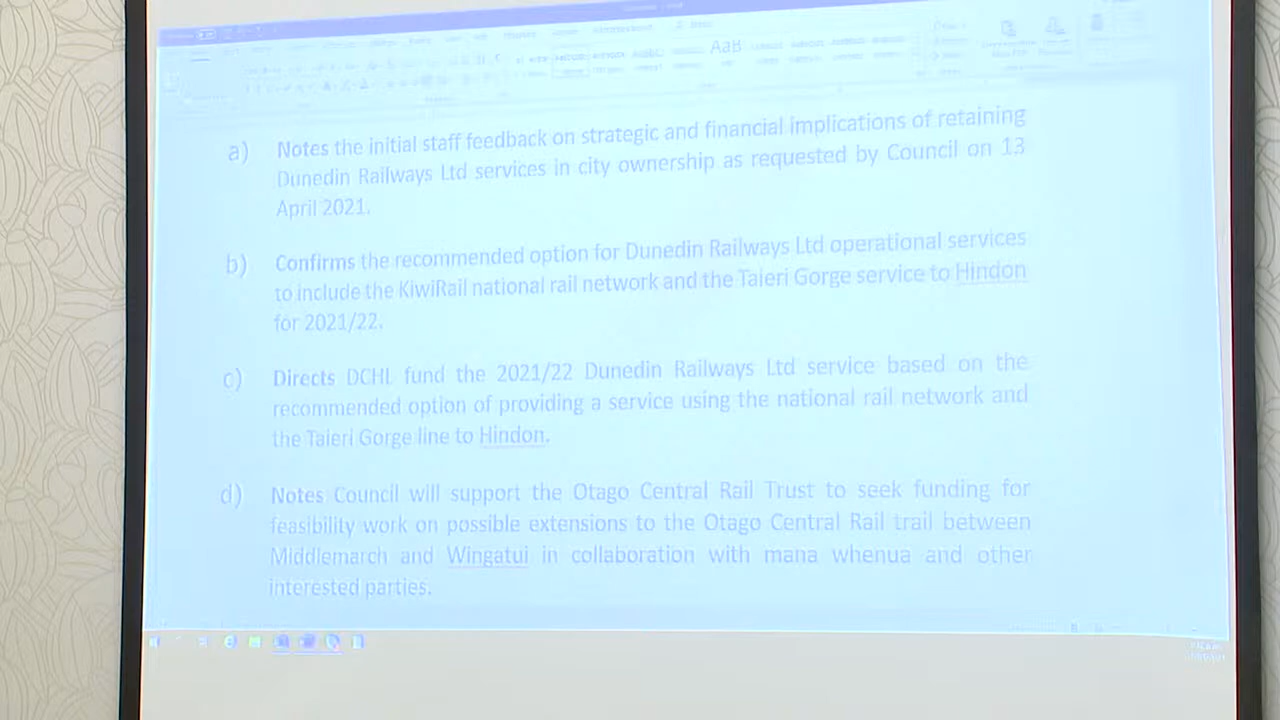 AaB
a) Notes the initial staff feedback on strategic and financial implications of retaining
Dunedin Railways Ltd services in city ownership as requested by Council on 13
April 2021.
b) Confirms the recommended option for Dunedin Railways Ltd operational services
to include the KiwiRail national rail network and the Taieri Gorge service to Hindon
for 2021/22.
c) Directs DCHL fund the 2021/22 Dunedin Railways Ltd service based on the
recommended option of providing a service using the national rail network and
the Taieri Gorge line to Hindon.
d) Notes Council will support the Otago Central Rail Trust to seek funding for
feasibility work on possible extensions to the Otago Central Rail trail between
Middlemarch and Wingatui in collaboration with mana whenua and other
interested parties.